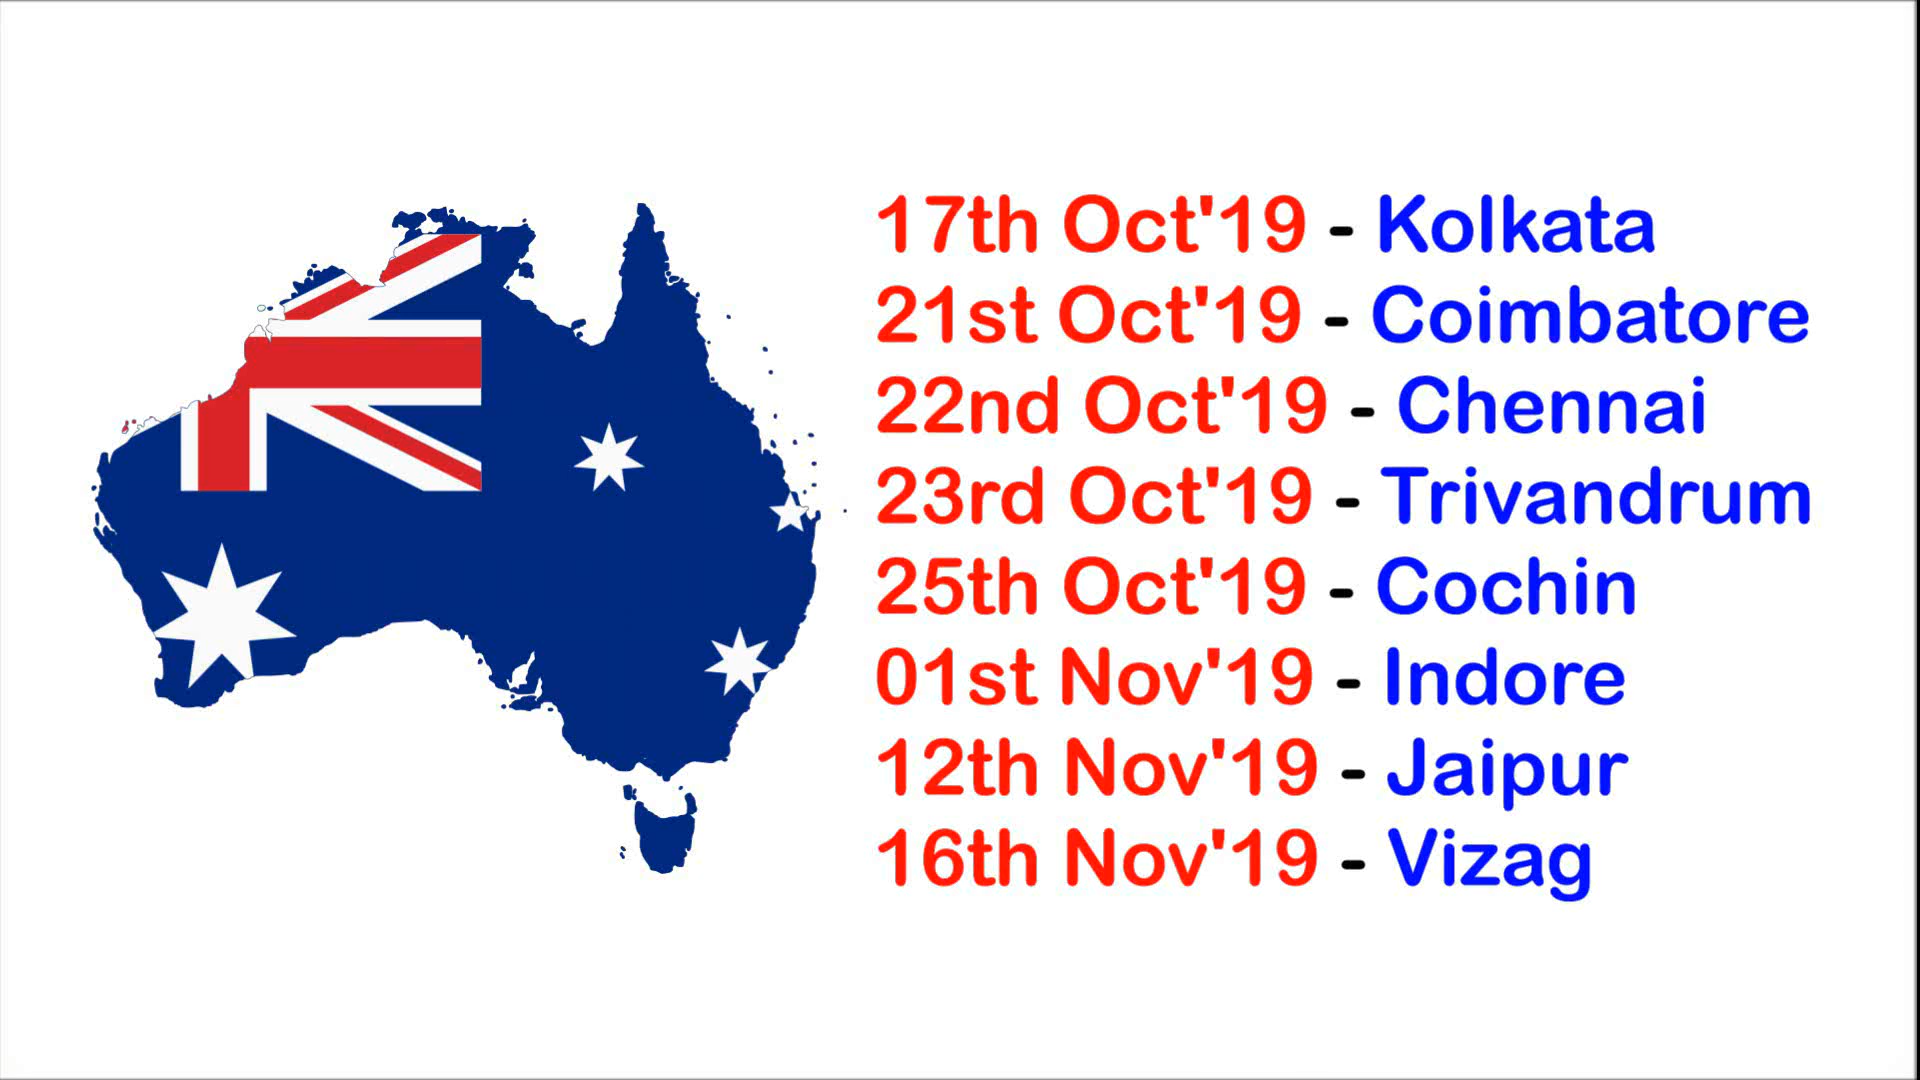 17th Oct'19 - Kolkata
21st Oct'19 - Coimbatore
22nd Oct'19 - Chennai
23rd Oct'19 - Trivandrum
25th Oct'19 - Cochin
01st Nov'19 - Indore
12th Nov'19 - Jaipur
16th Nov'19 - Vizag